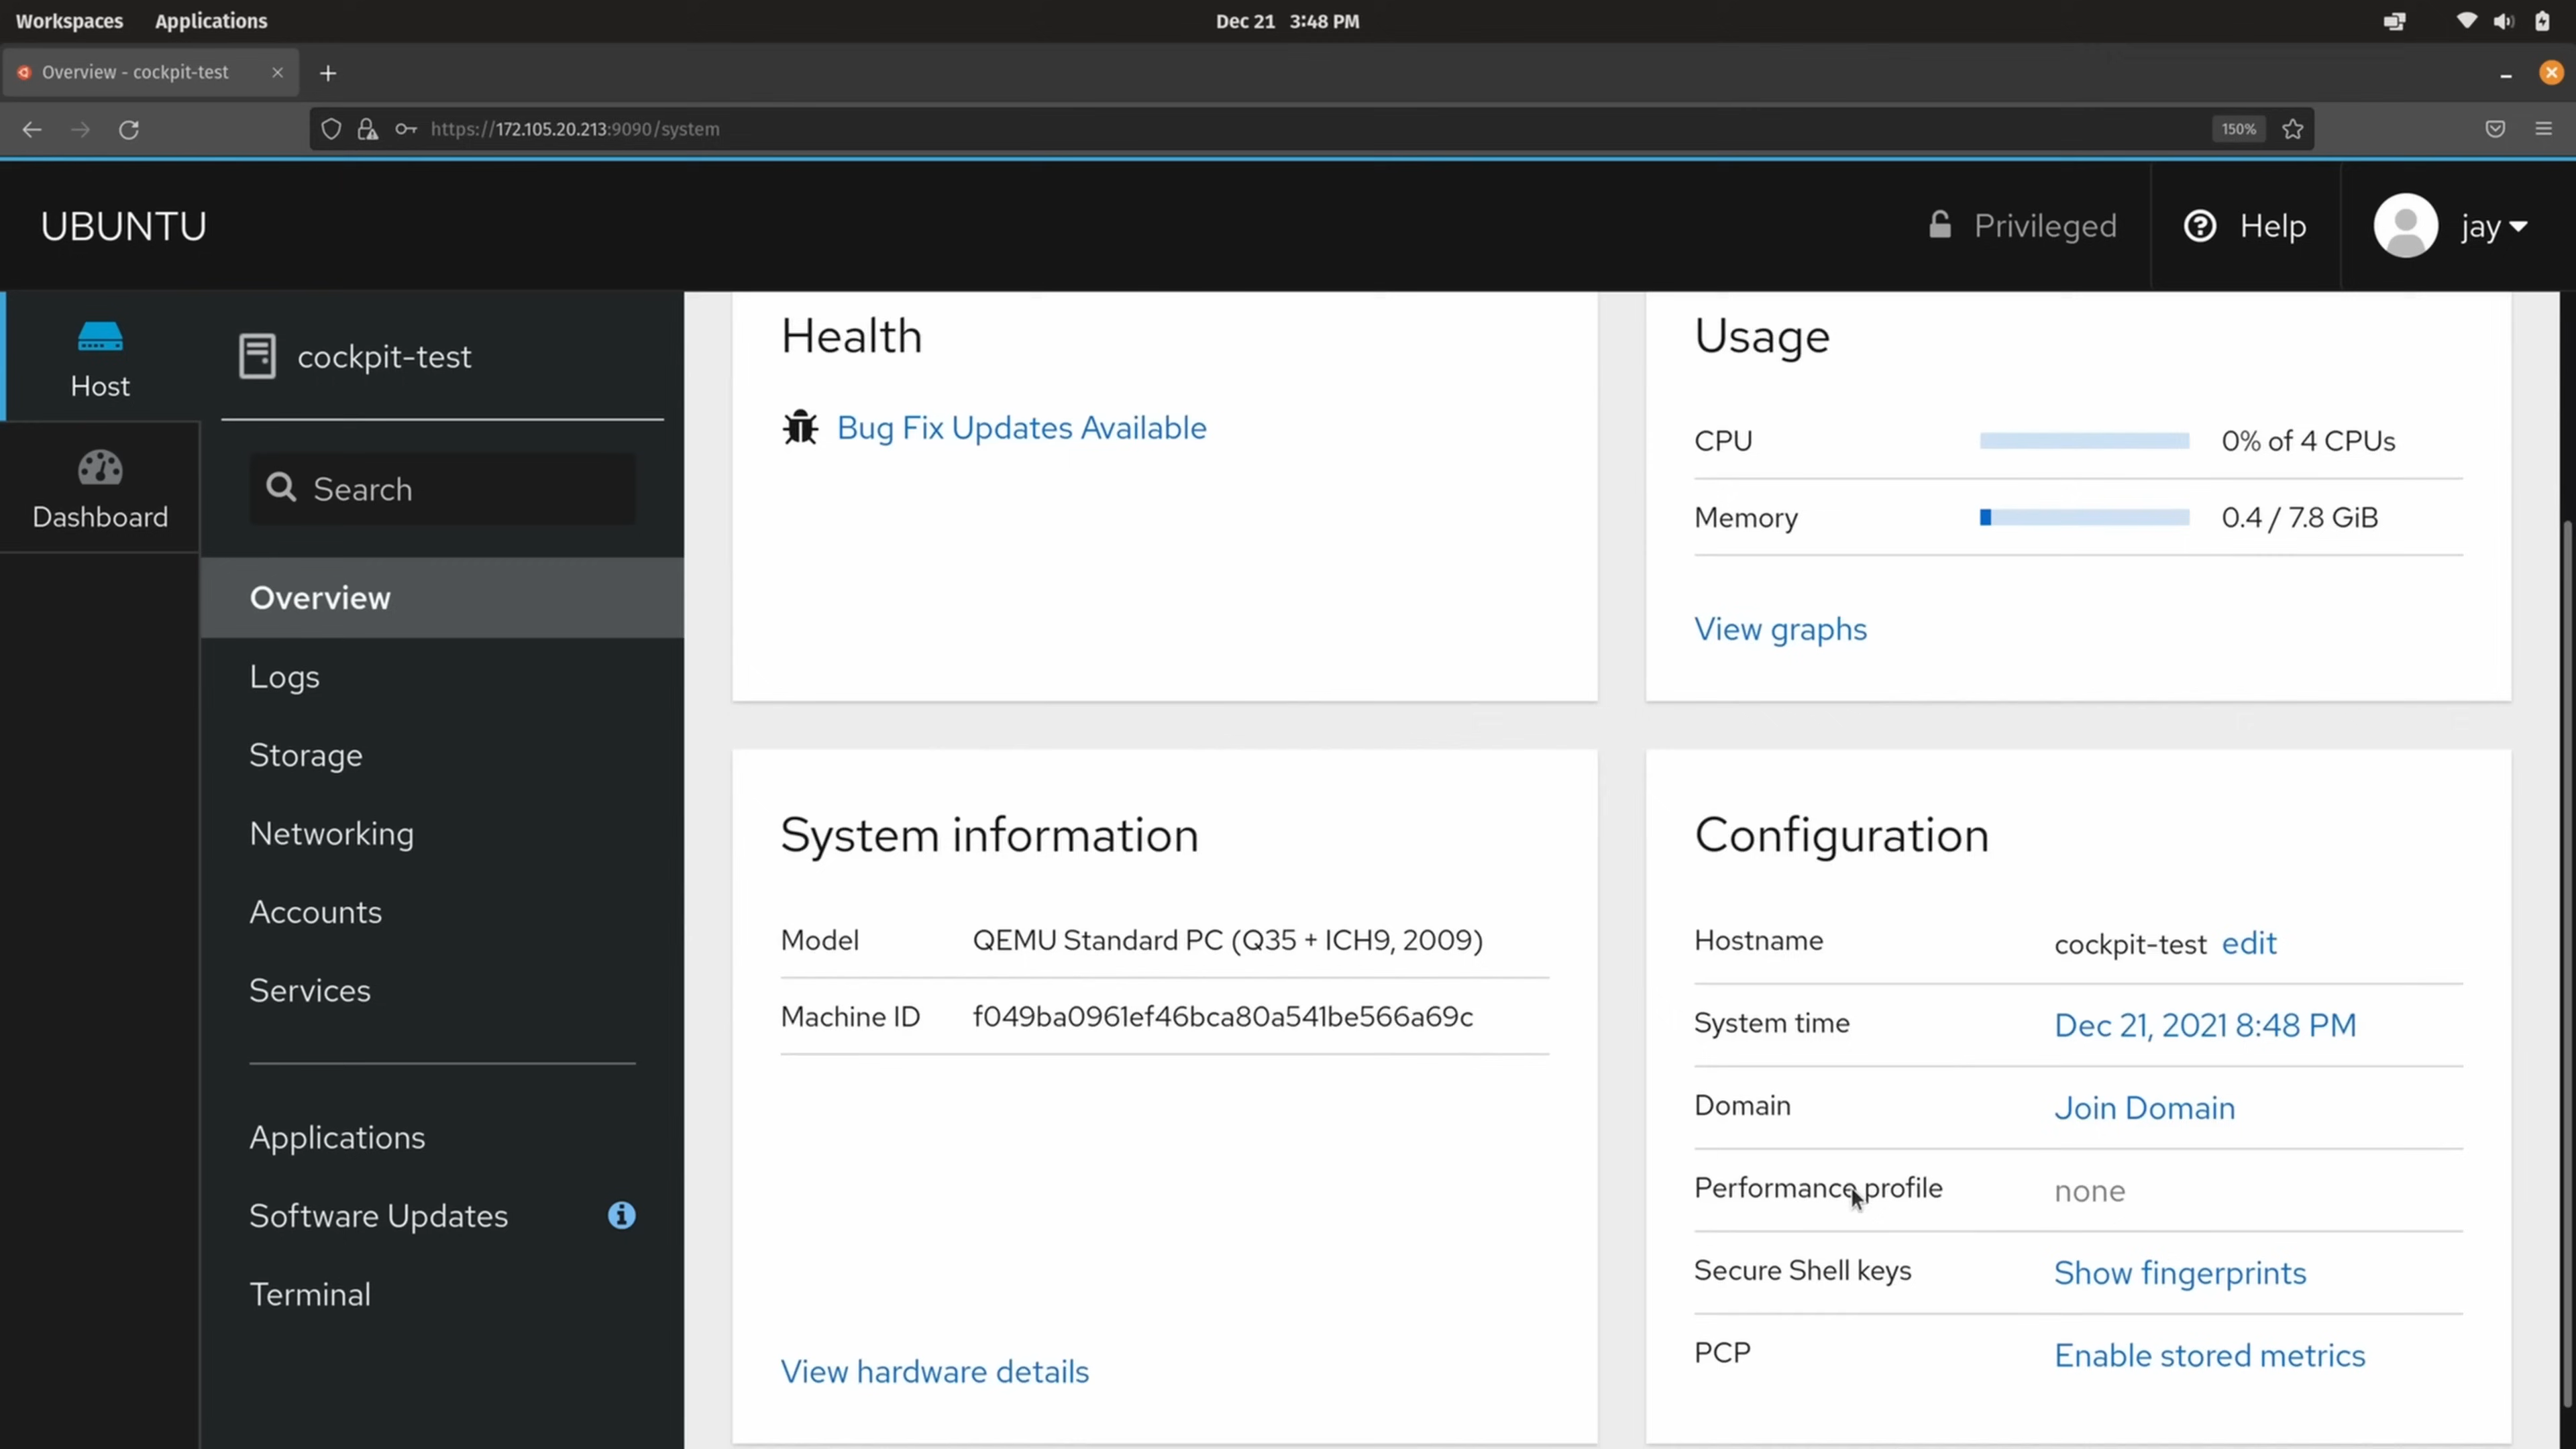 Workspaces Applications Dec 21 3:48 PM
Overview - cockpit-test
https://172.105.20.213:9090/system 150%
UBUNTU Privileged Help jay
Host
Dashboard
cockpit-test
Search
Overview
Logs
Storage
Networking
Accounts
Services
Applications
Software Updates
Terminal
Health
Bug Fix Updates Available
Usage
CPU 0% of 4 CPUs
Memory 0.4 / 7.8 GiB
View graphs
System information
Model QEMU Standard PC (Q35 + ICH9, 2009)
Machine ID f049ba0961ef46bca80a541be566a69c
View hardware details
Configuration
Hostname cockpit-test edit
System time Dec 21, 2021 8:48 PM
Domain Join Domain
Performance profile none
Secure Shell keys Show fingerprints
PCP Enable stored metrics